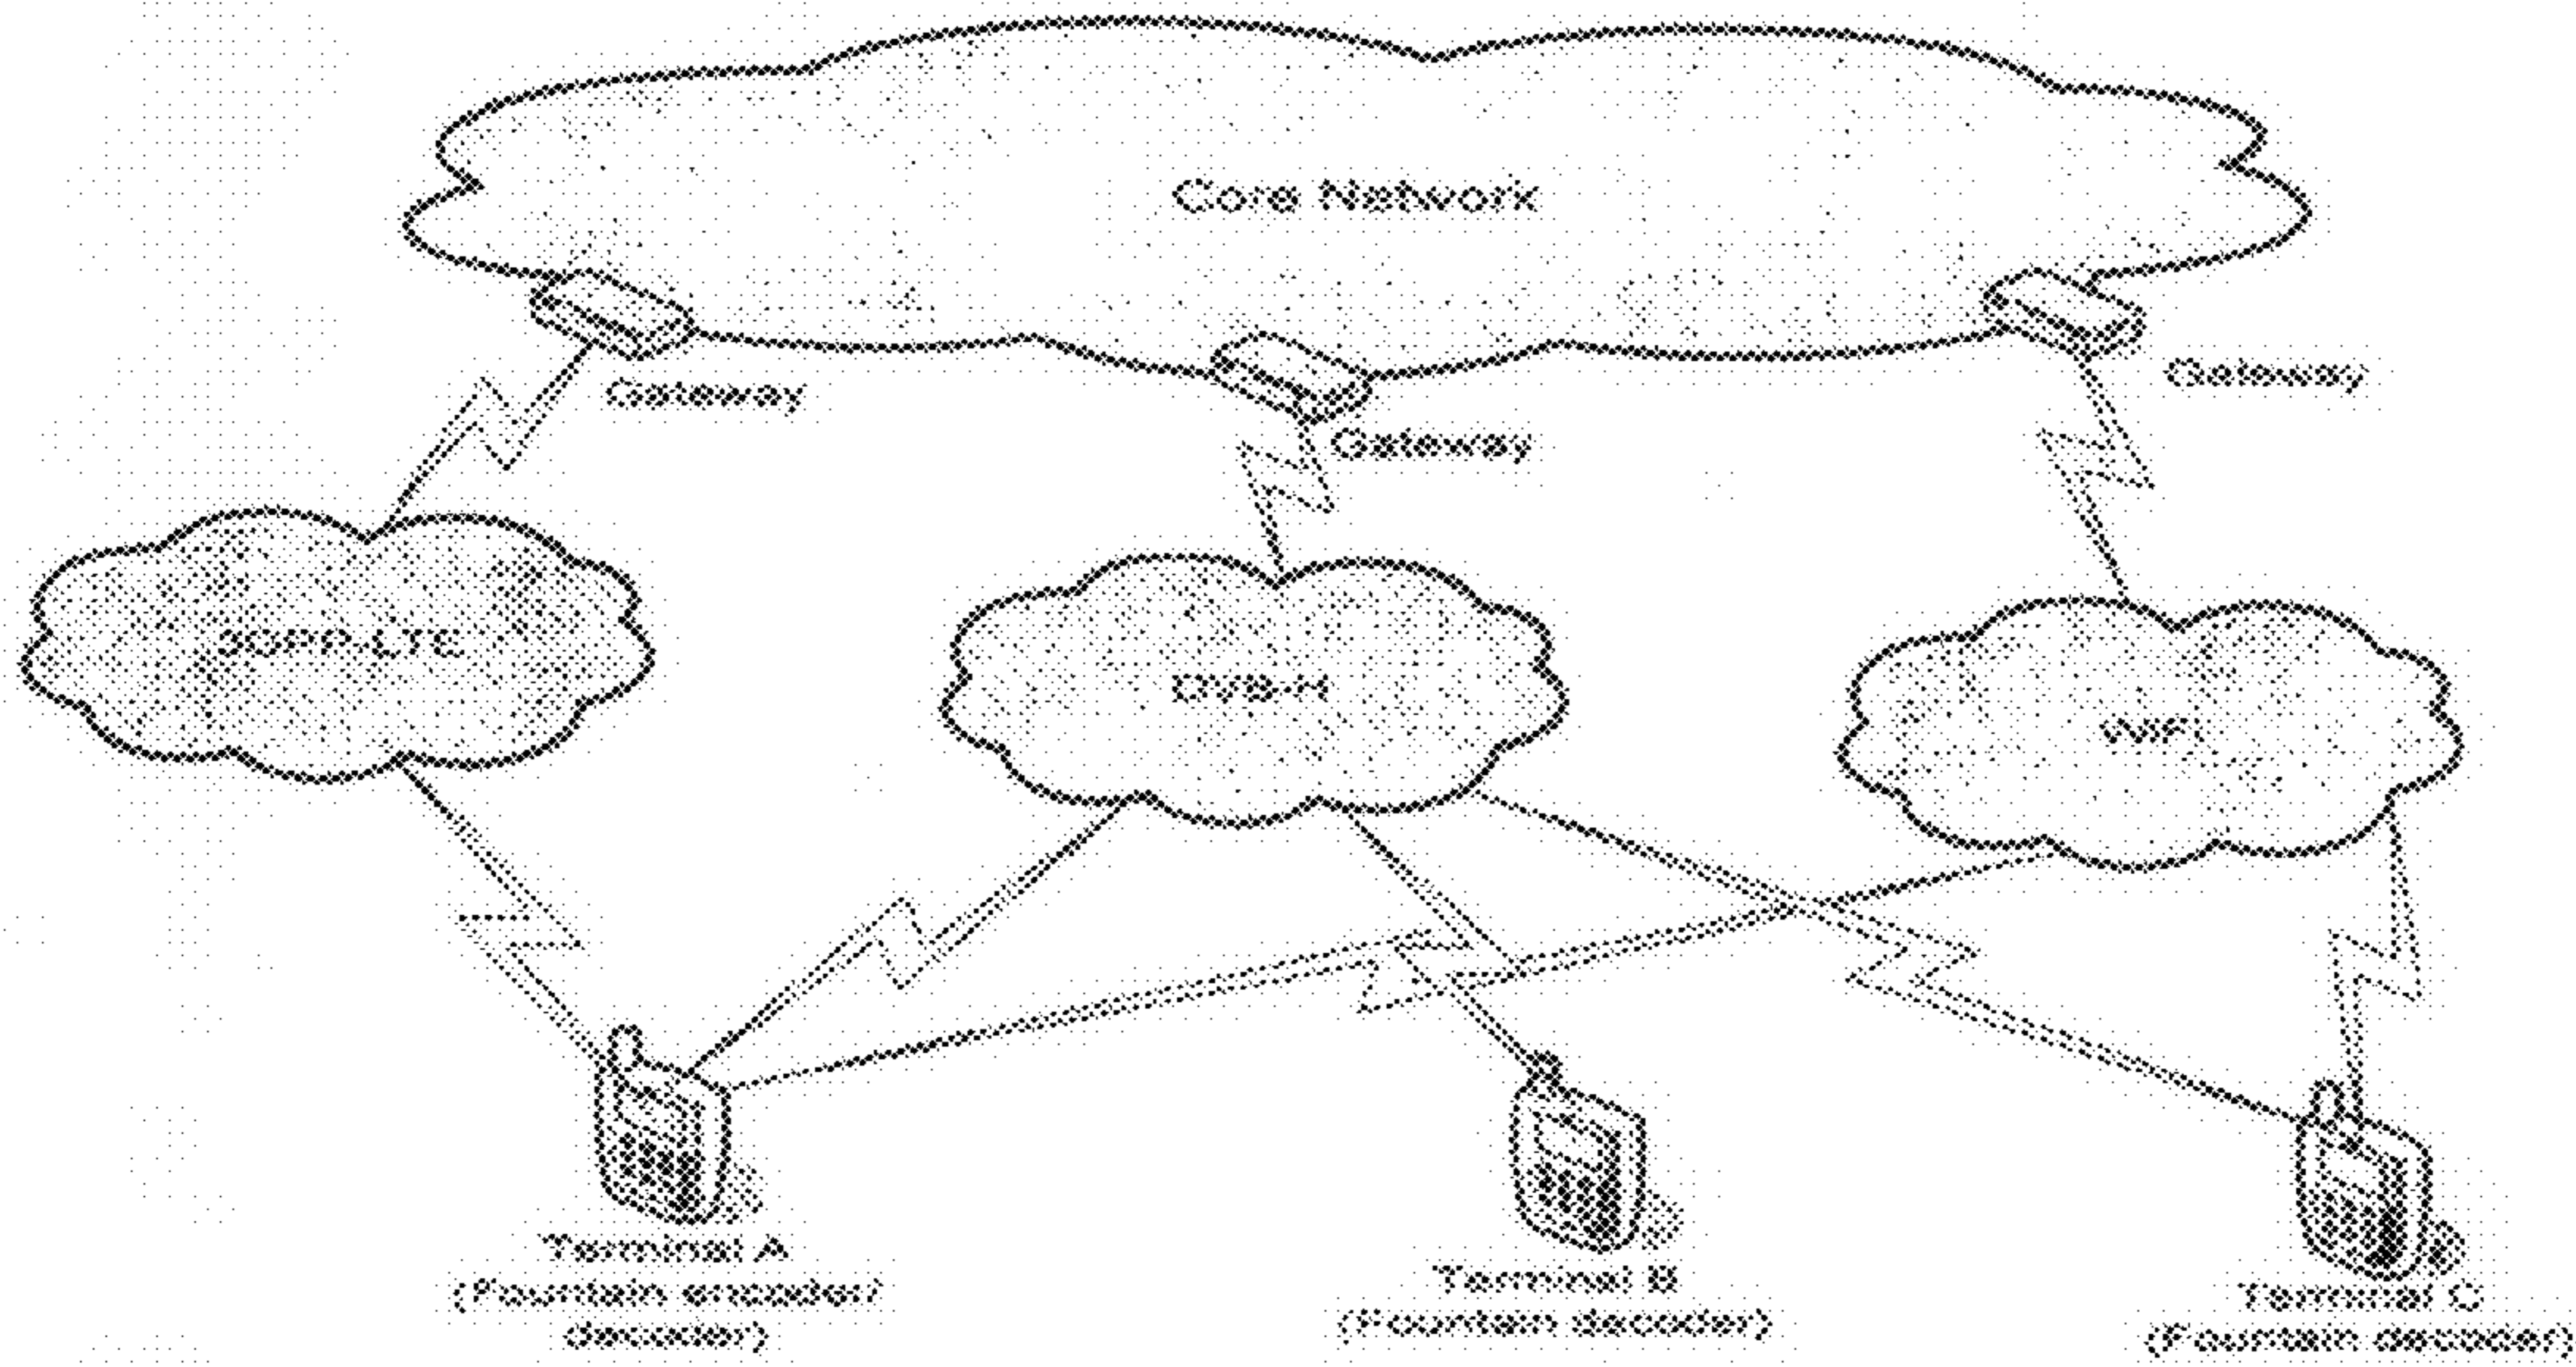 Core Network
Gateway
Gateway
Gateway
3GPP-LTE
DVB-H
WiFi
Terminal A
(Fountain encoder/
decoder)
Terminal B
(Fountain decoder)
Terminal C
(Fountain decoder)